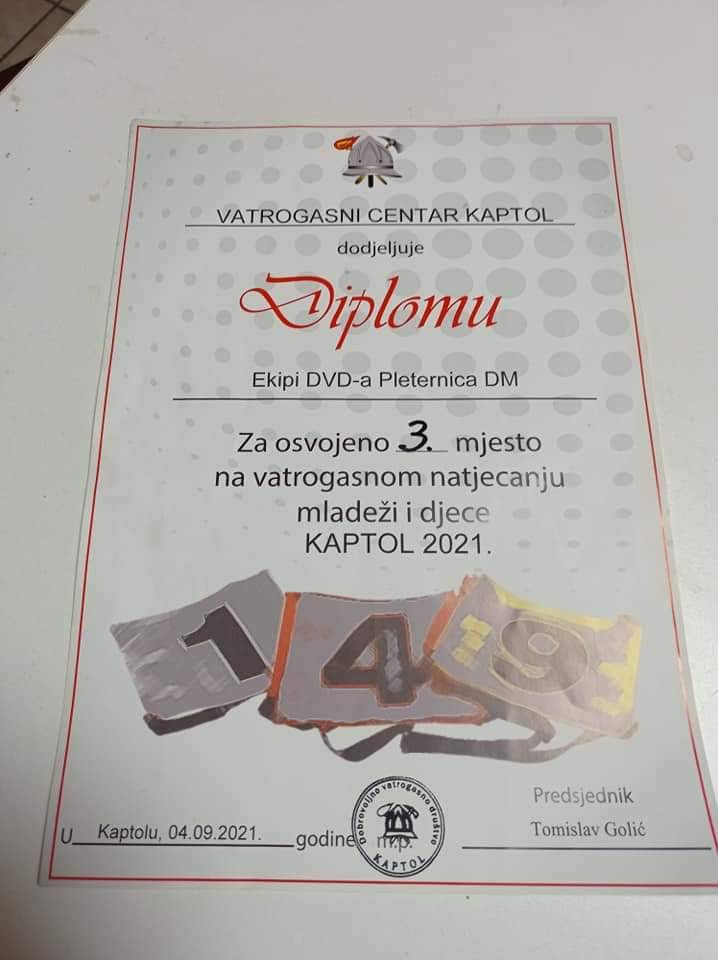 VATROGASNI CENTAR KAPTOL
dodjeljuje
Diplomu
Ekipi DVD-a Pleternica DM
Za osvojeno 3. mjesto
na vatrogasnom natjecanju
mladeži i djece
KAPTOL 2021.
1 4 9
Predsjednik
Tomislav Golić
U Kaptolu, 04.09.2021. godine m.p.
Dobrovoljno vatrogasno društvo
KAPTOL